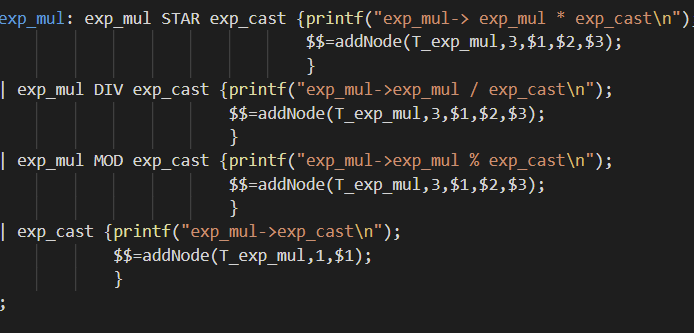 exp_mul: exp_mul STAR exp_cast {printf("exp_mul-> exp_mul * exp_cast\n");
$$=addNode(T_exp_mul,3,$1,$2,$3);
}
| exp_mul DIV exp_cast {printf("exp_mul->exp_mul / exp_cast\n");
$$=addNode(T_exp_mul,3,$1,$2,$3);
}
| exp_mul MOD exp_cast {printf("exp_mul->exp_mul % exp_cast\n");
$$=addNode(T_exp_mul,3,$1,$2,$3);
}
| exp_cast {printf("exp_mul->exp_cast\n");
$$=addNode(T_exp_mul,1,$1);
}
;